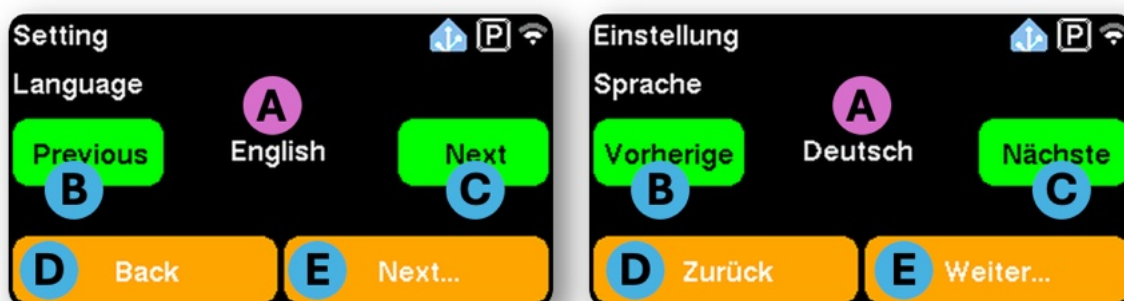 Setting
P
Language
A
Previous
English
Next
B
C
D
Back
E
Next...
Einstellung
P
Sprache
A
Vorherige
Deutsch
Nächste
B
C
D
Zurück
E
Weiter...